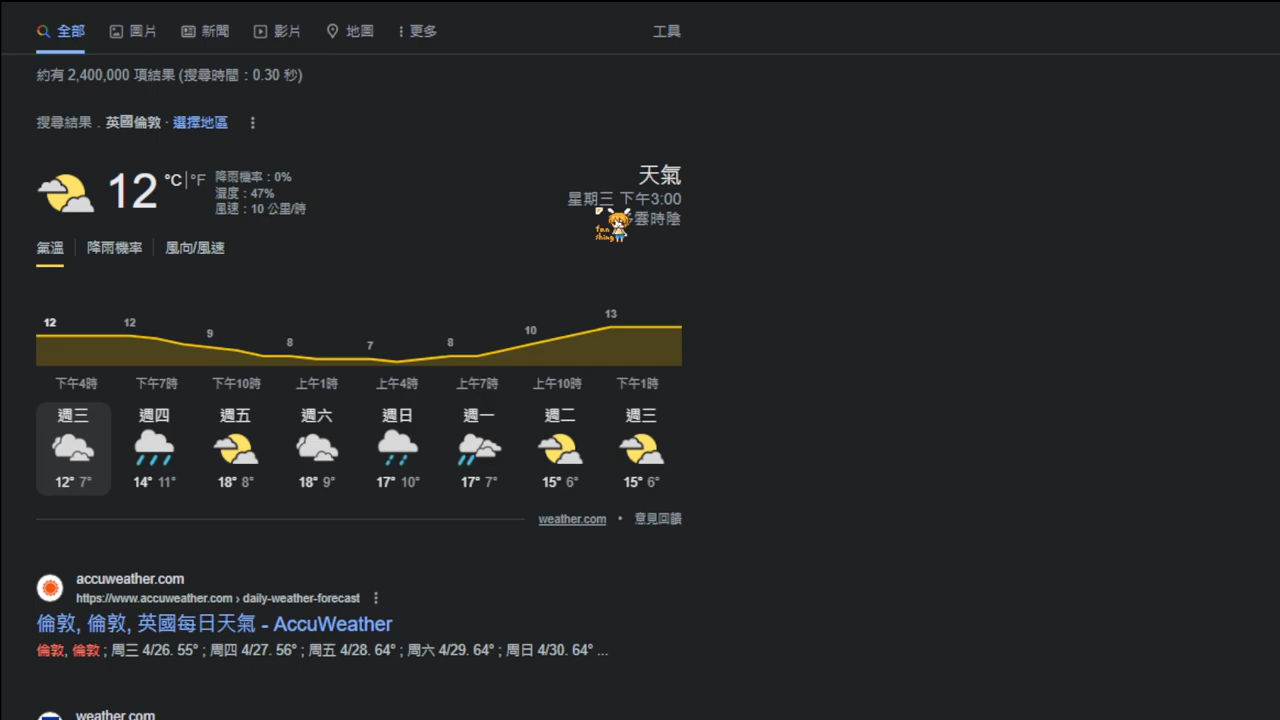 全部 圖片 新聞 影片 地圖 更多 工具
約有 2,400,000 項結果 (搜尋時間：0.30 秒)
搜尋結果．英國倫敦 · 選擇地區
12 °C | °F
降雨機率：0%
濕度：47%
風速：10 公里/時
天氣
星期三 下午3:00
雲時陰
fun
shing
氣溫 降雨機率 風向/風速
12 12 9 8 7 8 10 13
下午4時 下午7時 下午10時 上午1時 上午4時 上午7時 上午10時 下午1時
週三 週四 週五 週六 週日 週一 週二 週三
12° 7° 14° 11° 18° 8° 18° 9° 17° 10° 17° 7° 15° 6° 15° 6°
weather.com • 意見回饋
accuweather.com
https://www.accuweather.com › daily-weather-forecast
倫敦, 倫敦, 英國每日天氣 - AccuWeather
倫敦, 倫敦 ; 周三 4/26. 55° ; 周四 4/27. 56° ; 周五 4/28. 64° ; 周六 4/29. 64° ; 周日 4/30. 64° ...
weather.com